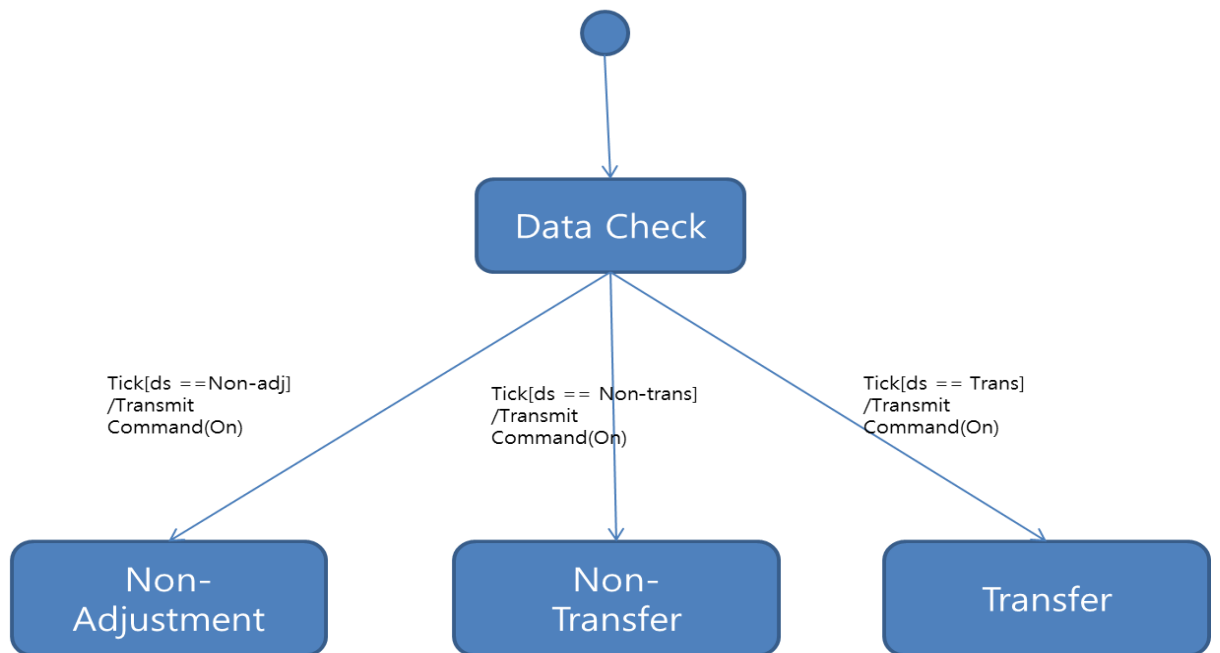 Data Check
Tick[ds ==Non-adj]
/Transmit
Command(On)
Tick[ds == Non-trans]
/Transmit
Command(On)
Tick[ds == Trans]
/Transmit
Command(On)
Non-
Adjustment
Non-
Transfer
Transfer